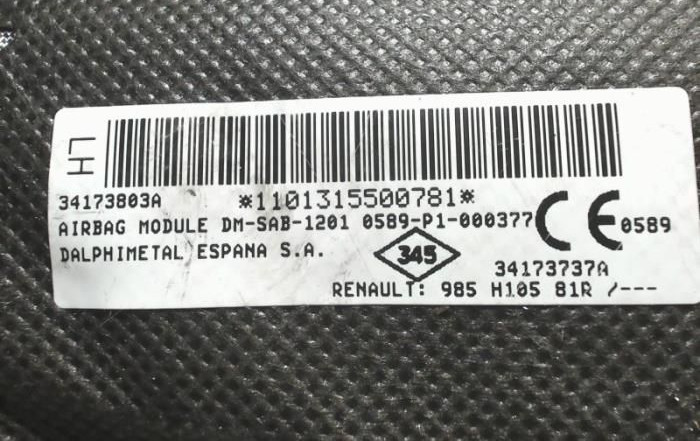 LH
34173803A *1101315500781*
AIRBAG MODULE DM-SAB-1201 0589-P1-000377 CE 0589
DALPHIMETAL ESPANA S.A. 345 34173737A
RENAULT: 985 H105 81R /---